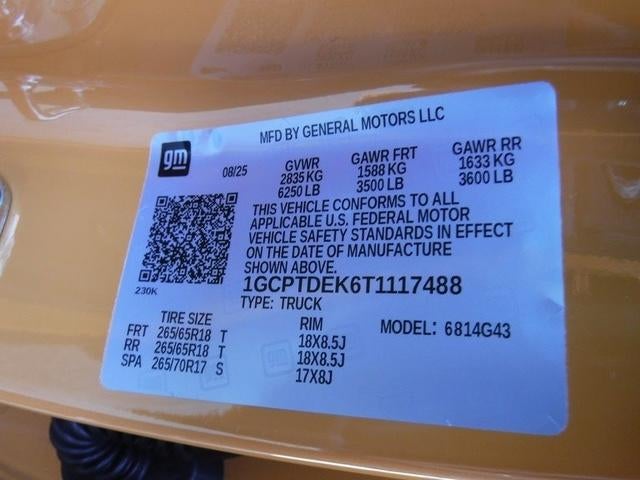 MFD BY GENERAL MOTORS LLC
gm
08/25
GVWR GAWR FRT GAWR RR
2835 KG 1588 KG 1633 KG
6250 LB 3500 LB 3600 LB
THIS VEHICLE CONFORMS TO ALL
APPLICABLE U.S. FEDERAL MOTOR
VEHICLE SAFETY STANDARDS IN EFFECT
ON THE DATE OF MANUFACTURE
SHOWN ABOVE.
230K
1GCPTDEK6T1117488
TYPE: TRUCK
TIRE SIZE RIM MODEL: 6814G43
FRT 265/65R18 T 18X8.5J
RR 265/65R18 T 18X8.5J
SPA 265/70R17 S 17X8J